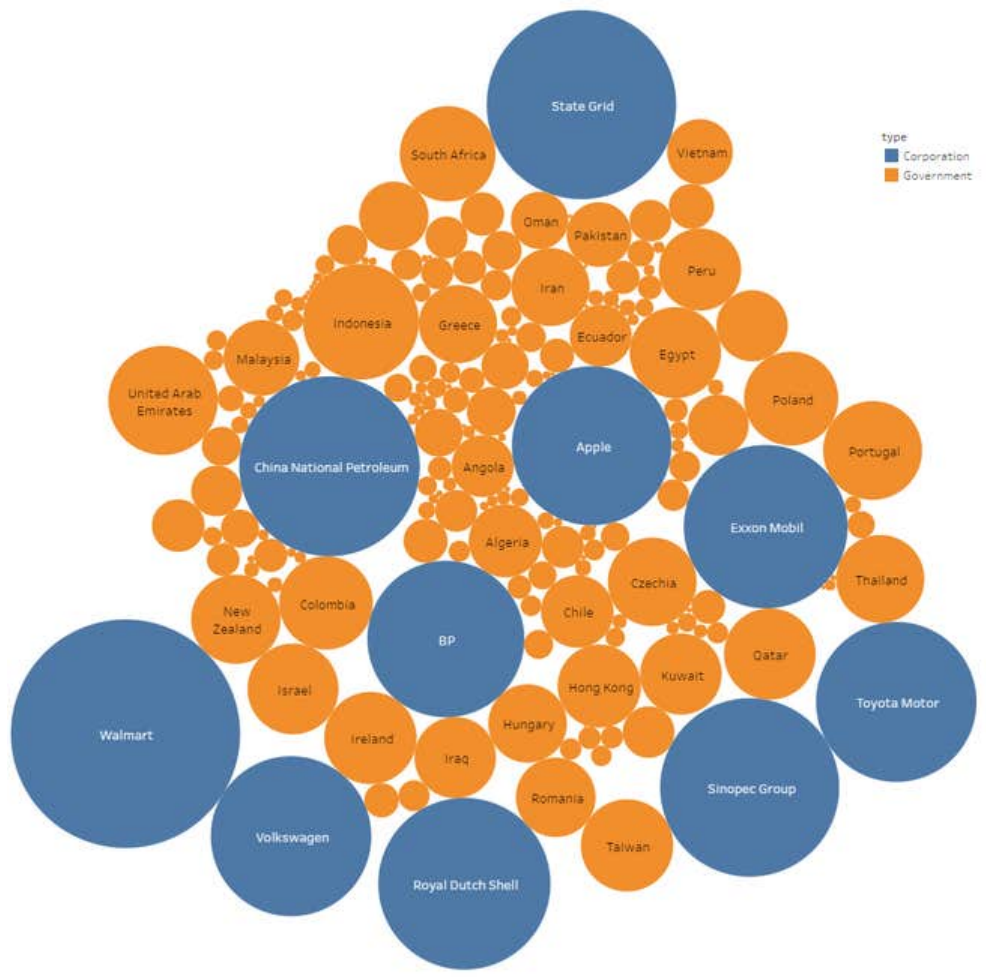 State Grid
type
Corporation
Government
South Africa
Vietnam
Oman
Pakistan
Peru
Iran
Indonesia
Greece
Ecuador
Egypt
Malaysia
United Arab
Emirates
Poland
Portugal
China National Petroleum
Angola
Apple
Exxon Mobil
Algeria
Czechia
Thailand
New
Zealand
Colombia
Chile
BP
Qatar
Israel
Hong Kong
Kuwait
Toyota Motor
Walmart
Ireland
Iraq
Hungary
Sinopec Group
Romania
Volkswagen
Taiwan
Royal Dutch Shell